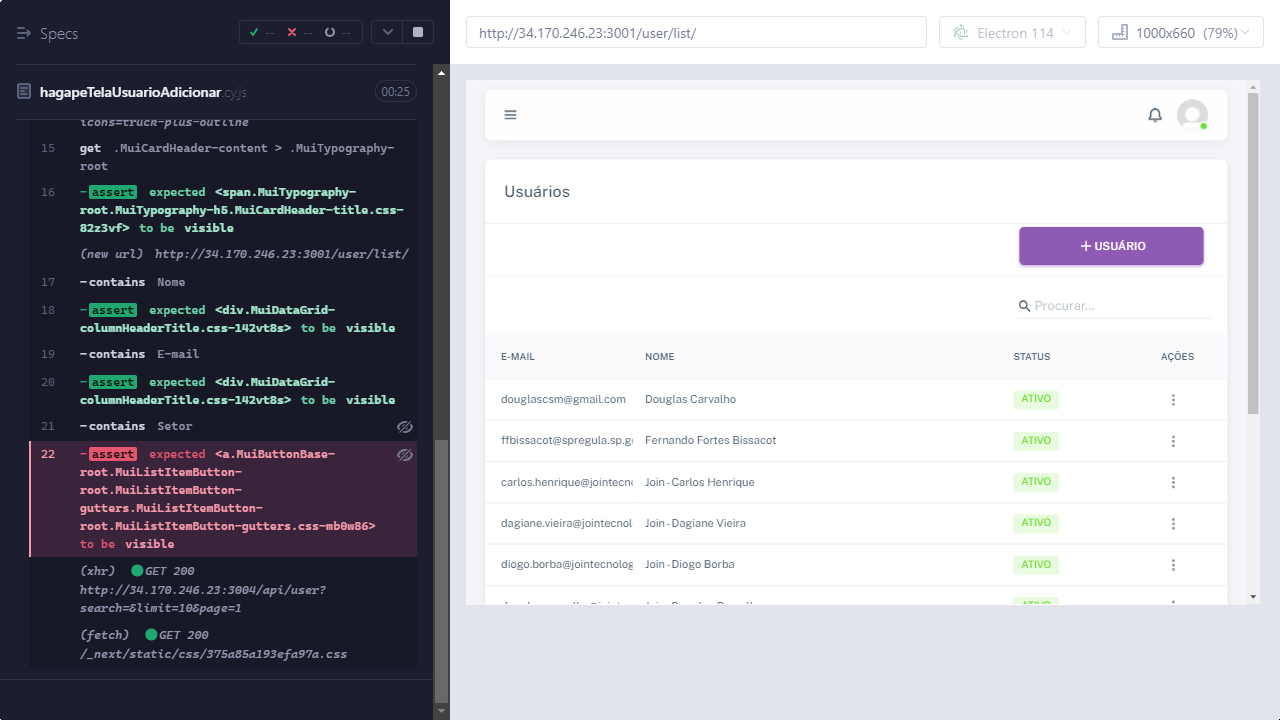 Specs
--
--
--
hagapeTelaUsuarioAdicionar.cy.js
00:25
icons=truck-plus-outline
15 get .MuiCardHeader-content > .MuiTypography-
root
16 -assert expected <span.MuiTypography-
root.MuiTypography-h5.MuiCardHeader-title.css-
82z3vf> to be visible
(new url) http://34.170.246.23:3001/user/list/
17 -contains Nome
18 -assert expected <div.MuiDataGrid-
columnHeaderTitle.css-142vt8s> to be visible
19 -contains E-mail
20 -assert expected <div.MuiDataGrid-
columnHeaderTitle.css-142vt8s> to be visible
21 -contains Setor
22 -assert expected <a.MuiButtonBase-
root.MuiListItemButton-
root.MuiListItemButton-
gutters.MuiListItemButton-
root.MuiListItemButton-gutters.css-mb0w86>
to be visible
(xhr) GET 200
http://34.170.246.23:3004/api/user?
search=&limit=10&page=1
(fetch) GET 200
/_next/static/css/375a85a193efa97a.css
http://34.170.246.23:3001/user/list/
Electron 114
1000x660 (79%)
Usuários
+ USUÁRIO
Procurar...
E-MAIL NOME STATUS AÇÕES
douglascsm@gmail.com Douglas Carvalho ATIVO
ffbissacot@spregula.sp.g Fernando Fortes Bissacot ATIVO
carlos.henrique@jointecn Join - Carlos Henrique ATIVO
dagiane.vieira@jointecnol Join - Dagiane Vieira ATIVO
diogo.borba@jointecnolog Join - Diogo Borba ATIVO